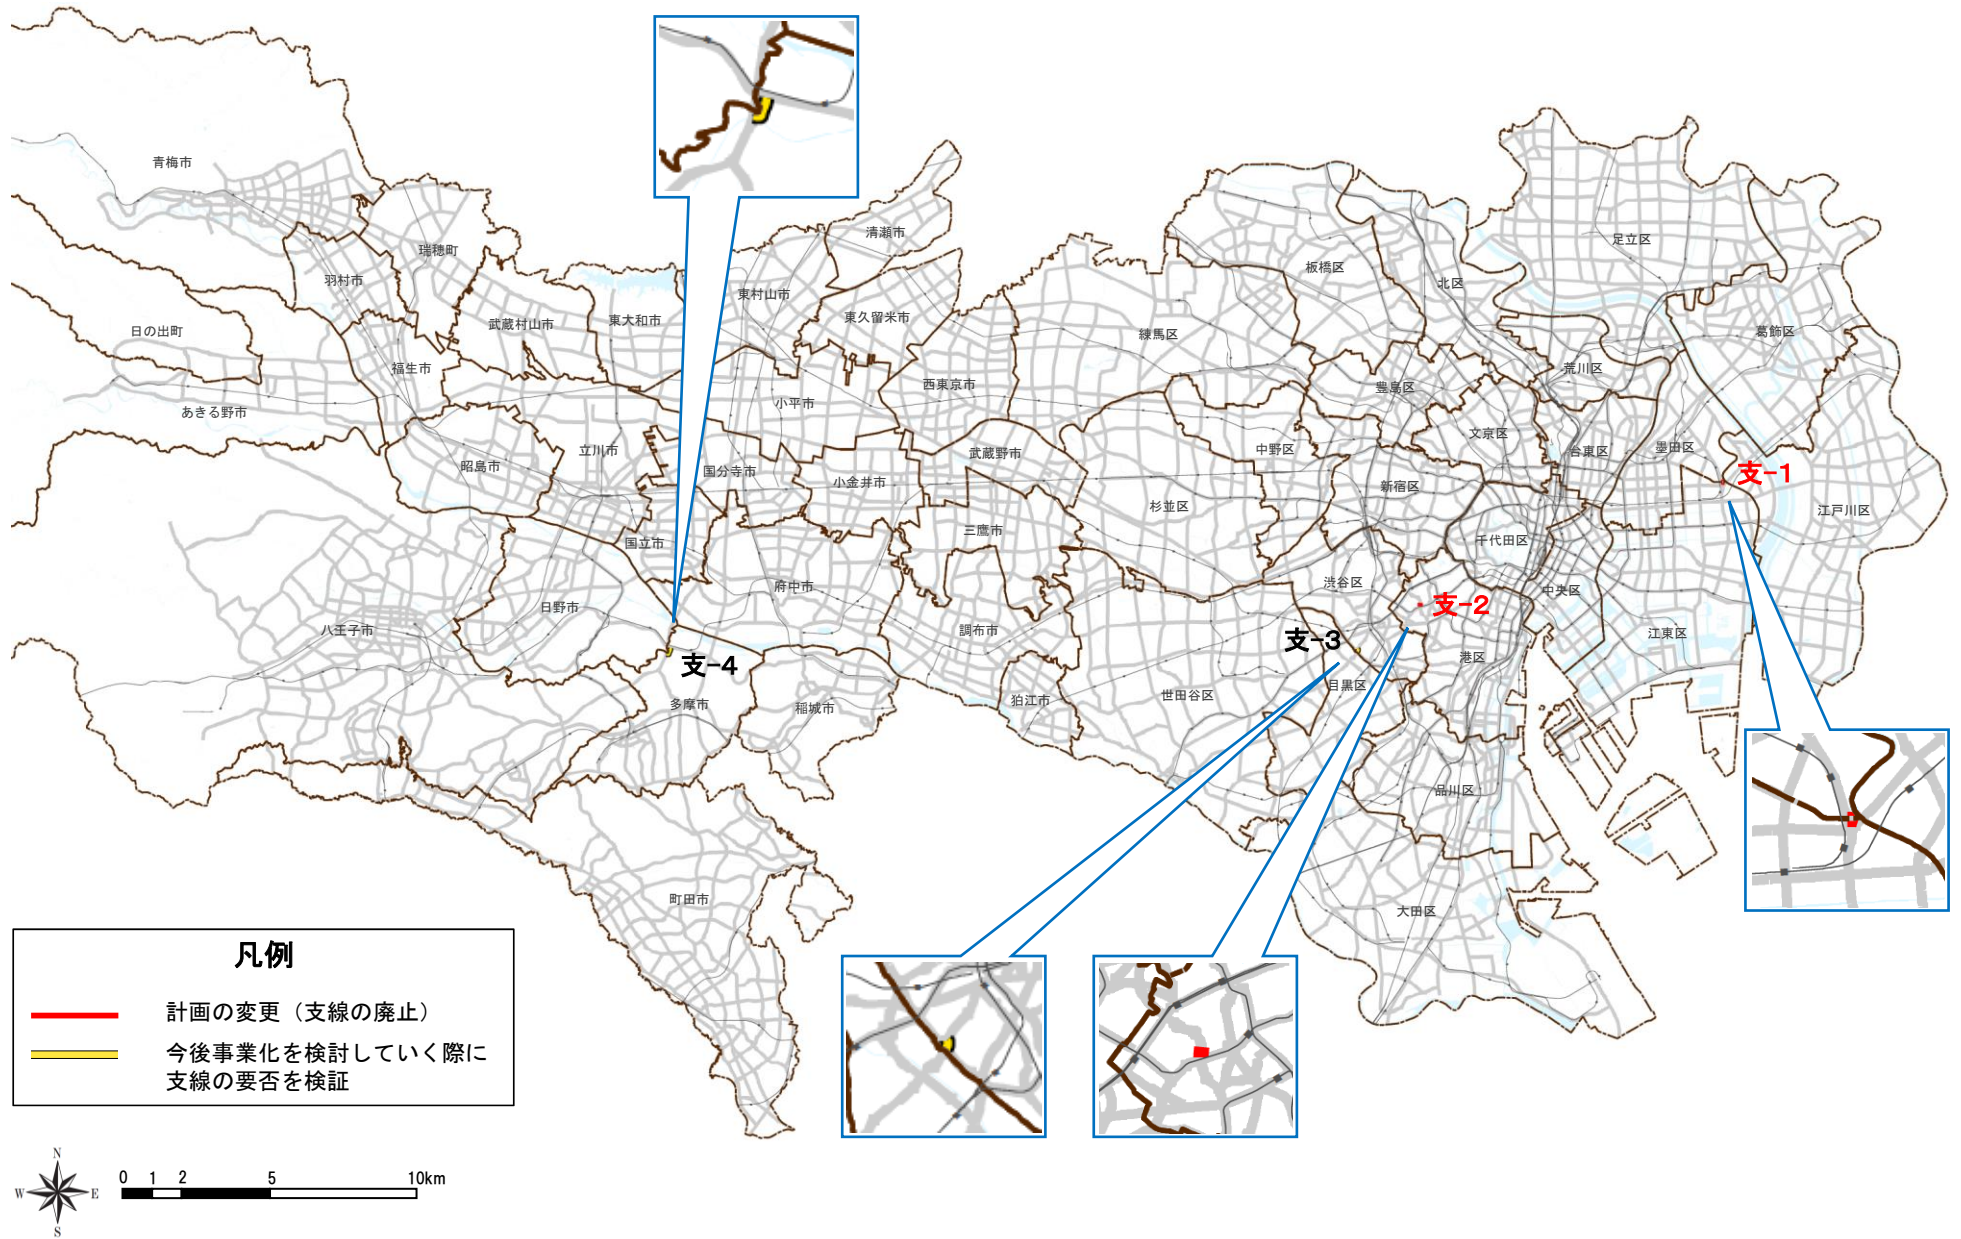 青梅市
瑞穂町
羽村市
日の出町
福生市
あきる野市
武蔵村山市
東大和市
東村山市
清瀬市
東久留米市
西東京市
小平市
昭島市
立川市
国分寺市
小金井市
武蔵野市
三鷹市
国立市
府中市
日野市
八王子市
調布市
狛江市
多摩市
稲城市
町田市
練馬区
板橋区
北区
足立区
葛飾区
荒川区
豊島区
文京区
台東区
墨田区
中野区
新宿区
杉並区
千代田区
江戸川区
渋谷区
中央区
江東区
港区
世田谷区
目黒区
品川区
大田区
支-1
支-2
支-3
支-4
凡例
計画の変更（支線の廃止）
今後事業化を検討していく際に
支線の要否を検証
N
W
E
S
0 1 2 5 10km